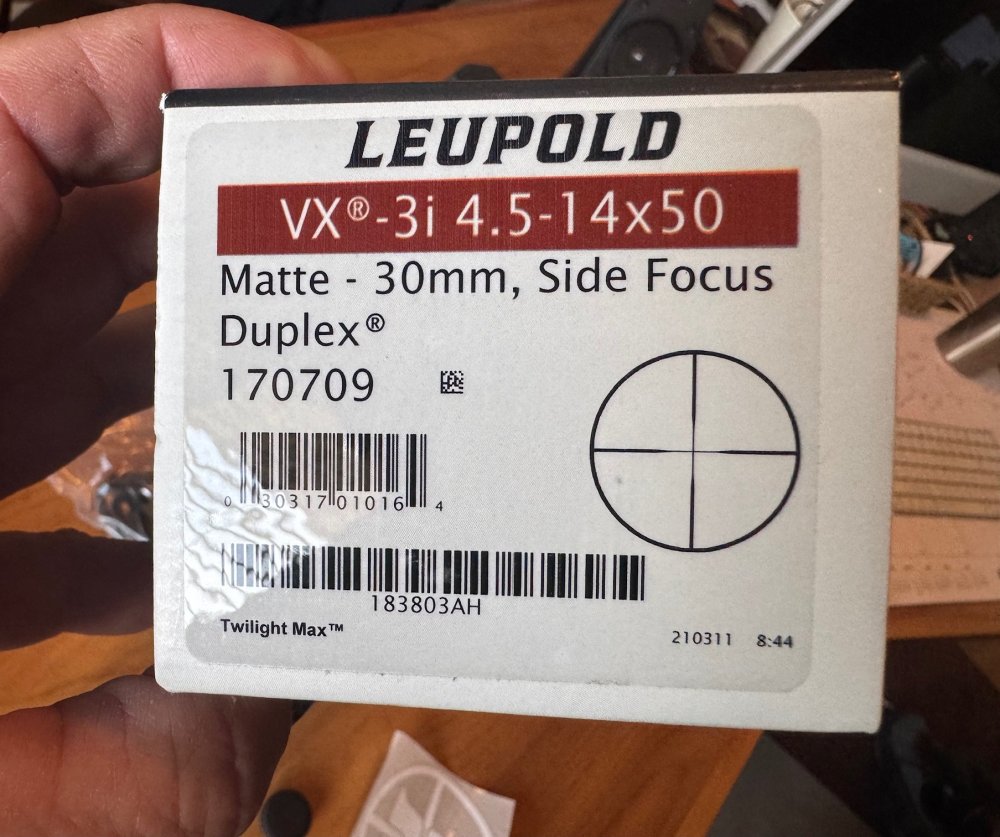 LEUPOLD
VX®-3i 4.5-14x50
Matte - 30mm, Side Focus
Duplex®
170709
0 30317 01016 4
183803AH
Twilight Max™
210311 8:44